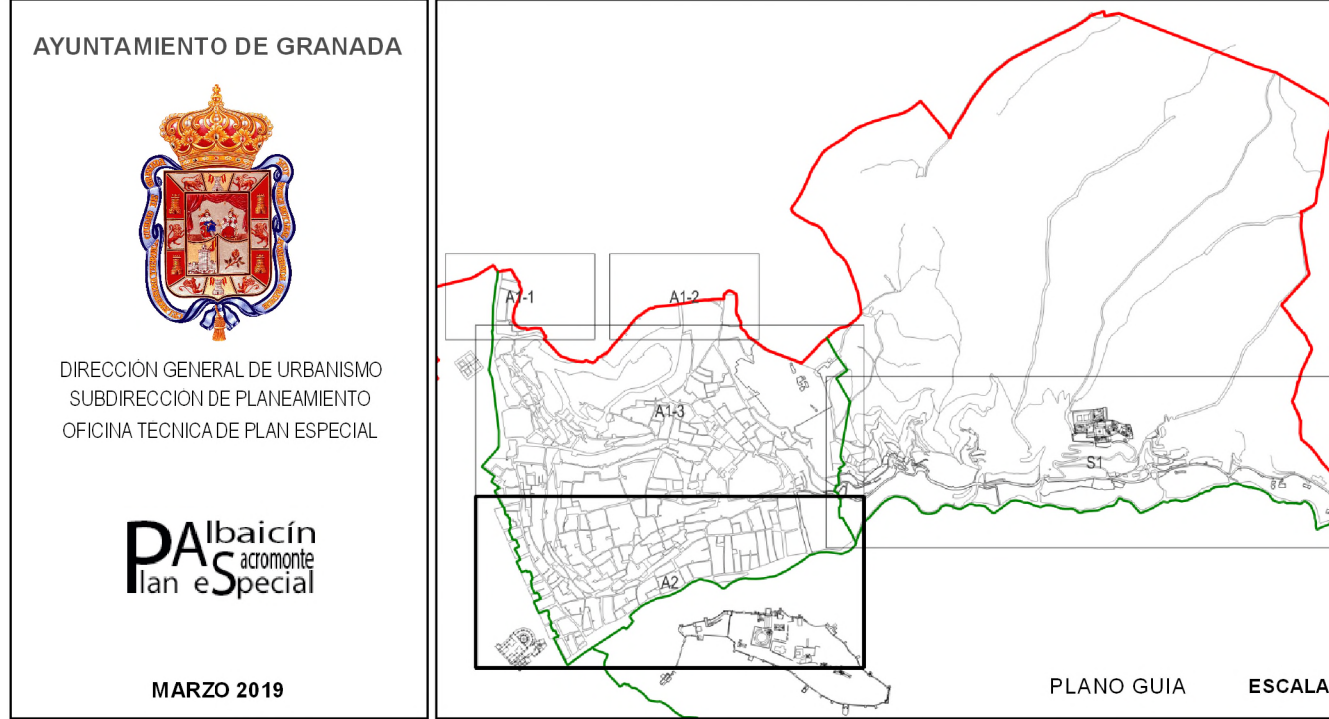 AYUNTAMIENTO DE GRANADA
DIRECCIÓN GENERAL DE URBANISMO
SUBDIRECCIÓN DE PLANEAMIENTO
OFICINA TÉCNICA DE PLAN ESPECIAL
PAlbaicín
Sacromonte
Plan eSpecial
MARZO 2019
A1-1
A1-2
A1-3
S1
A2
PLANO GUIA ESCALA